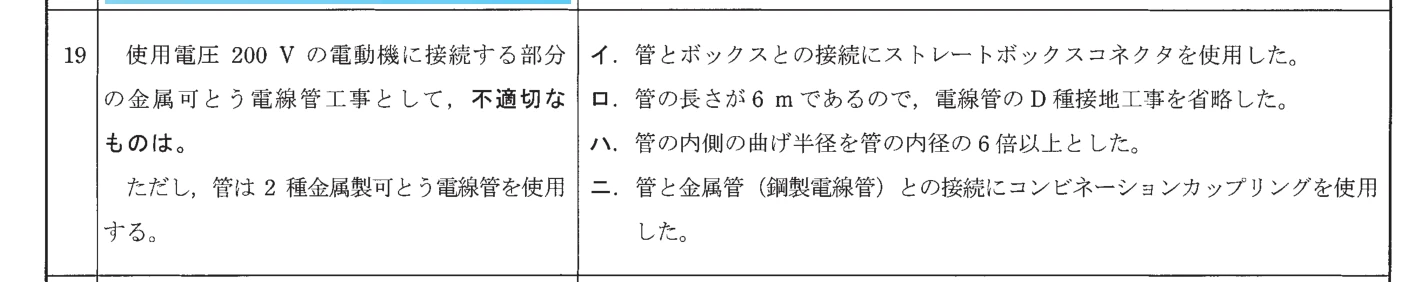 19
使用電圧 200 V の電動機に接続する部分
の金属可とう電線管工事として，不適切な
ものは。
ただし，管は 2 種金属製可とう電線管を使用
する。
イ．管とボックスとの接続にストレートボックスコネクタを使用した。
ロ．管の長さが 6 m であるので，電線管の D 種接地工事を省略した。
ハ．管の内側の曲げ半径を管の内径の 6 倍以上とした。
ニ．管と金属管（鋼製電線管）との接続にコンビネーションカップリングを使用
した。